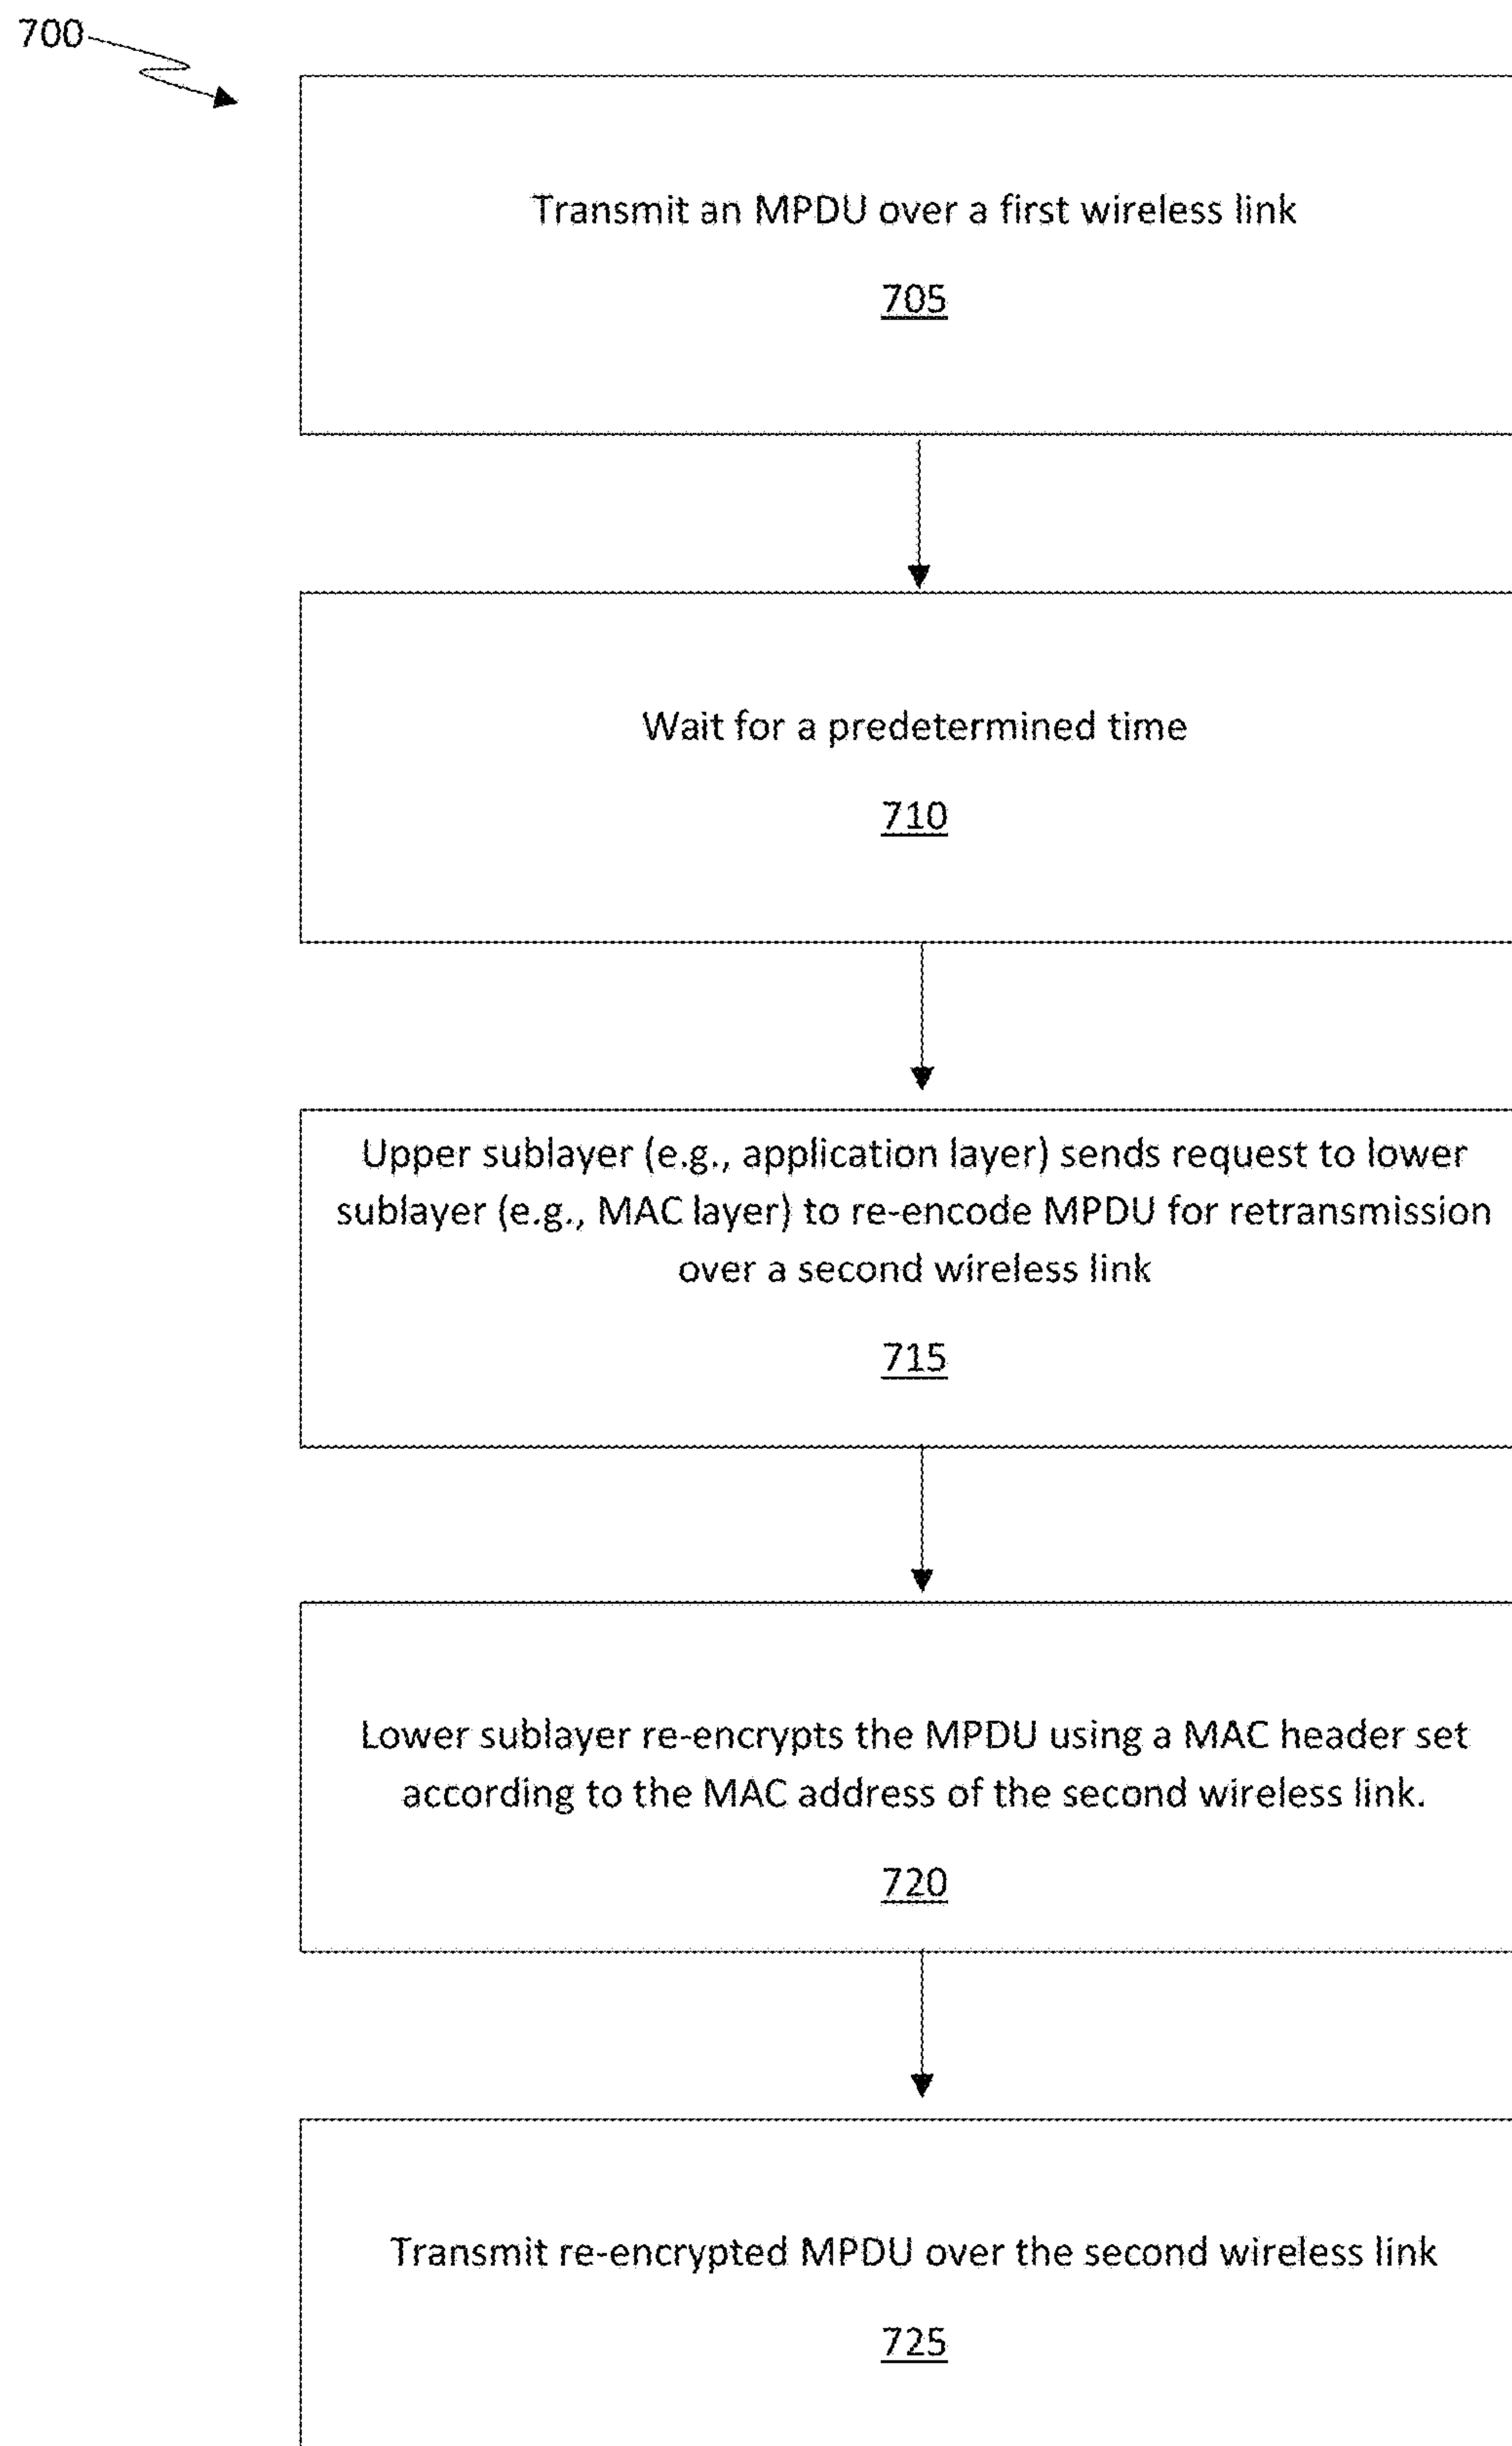 700
Transmit an MPDU over a first wireless link
705
Wait for a predetermined time
710
Upper sublayer (e.g., application layer) sends request to lower
sublayer (e.g., MAC layer) to re-encode MPDU for retransmission
over a second wireless link
715
Lower sublayer re-encrypts the MPDU using a MAC header set
according to the MAC address of the second wireless link.
720
Transmit re-encrypted MPDU over the second wireless link
725